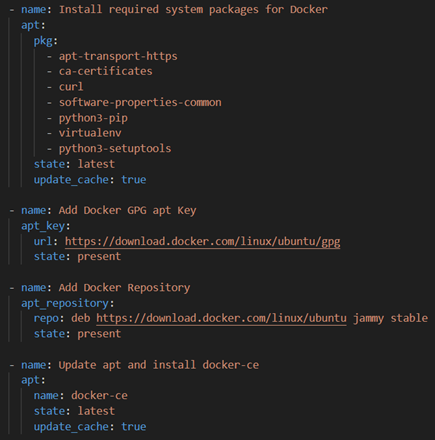 - name: Install required system packages for Docker
  apt:
    pkg:
      - apt-transport-https
      - ca-certificates
      - curl
      - software-properties-common
      - python3-pip
      - virtualenv
      - python3-setuptools
    state: latest
    update_cache: true

- name: Add Docker GPG apt Key
  apt_key:
    url: https://download.docker.com/linux/ubuntu/gpg
    state: present

- name: Add Docker Repository
  apt_repository:
    repo: deb https://download.docker.com/linux/ubuntu jammy stable
    state: present

- name: Update apt and install docker-ce
  apt:
    name: docker-ce
    state: latest
    update_cache: true